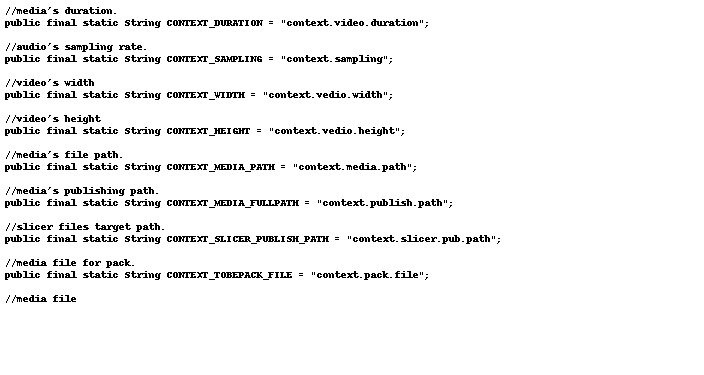 //media's duration.
public final static String CONTEXT_DURATION = "context.video.duration";
//audio's sampling rate.
public final static String CONTEXT_SAMPLING = "context.sampling";
//video's width
public final static String CONTEXT_WIDTH = "context.vedio.width";
//video's height
public final static String CONTEXT_HEIGHT = "context.vedio.height";
//media's file path.
public final static String CONTEXT_MEDIA_PATH = "context.media.path";
//media's publishing path.
public final static String CONTEXT_MEDIA_FULLPATH = "context.publish.path";
//slicer files target path.
public final static String CONTEXT_SLICER_PUBLISH_PATH = "context.slicer.pub.path";
//media file for pack.
public final static String CONTEXT_TOBEPACK_FILE = "context.pack.file";
//media file